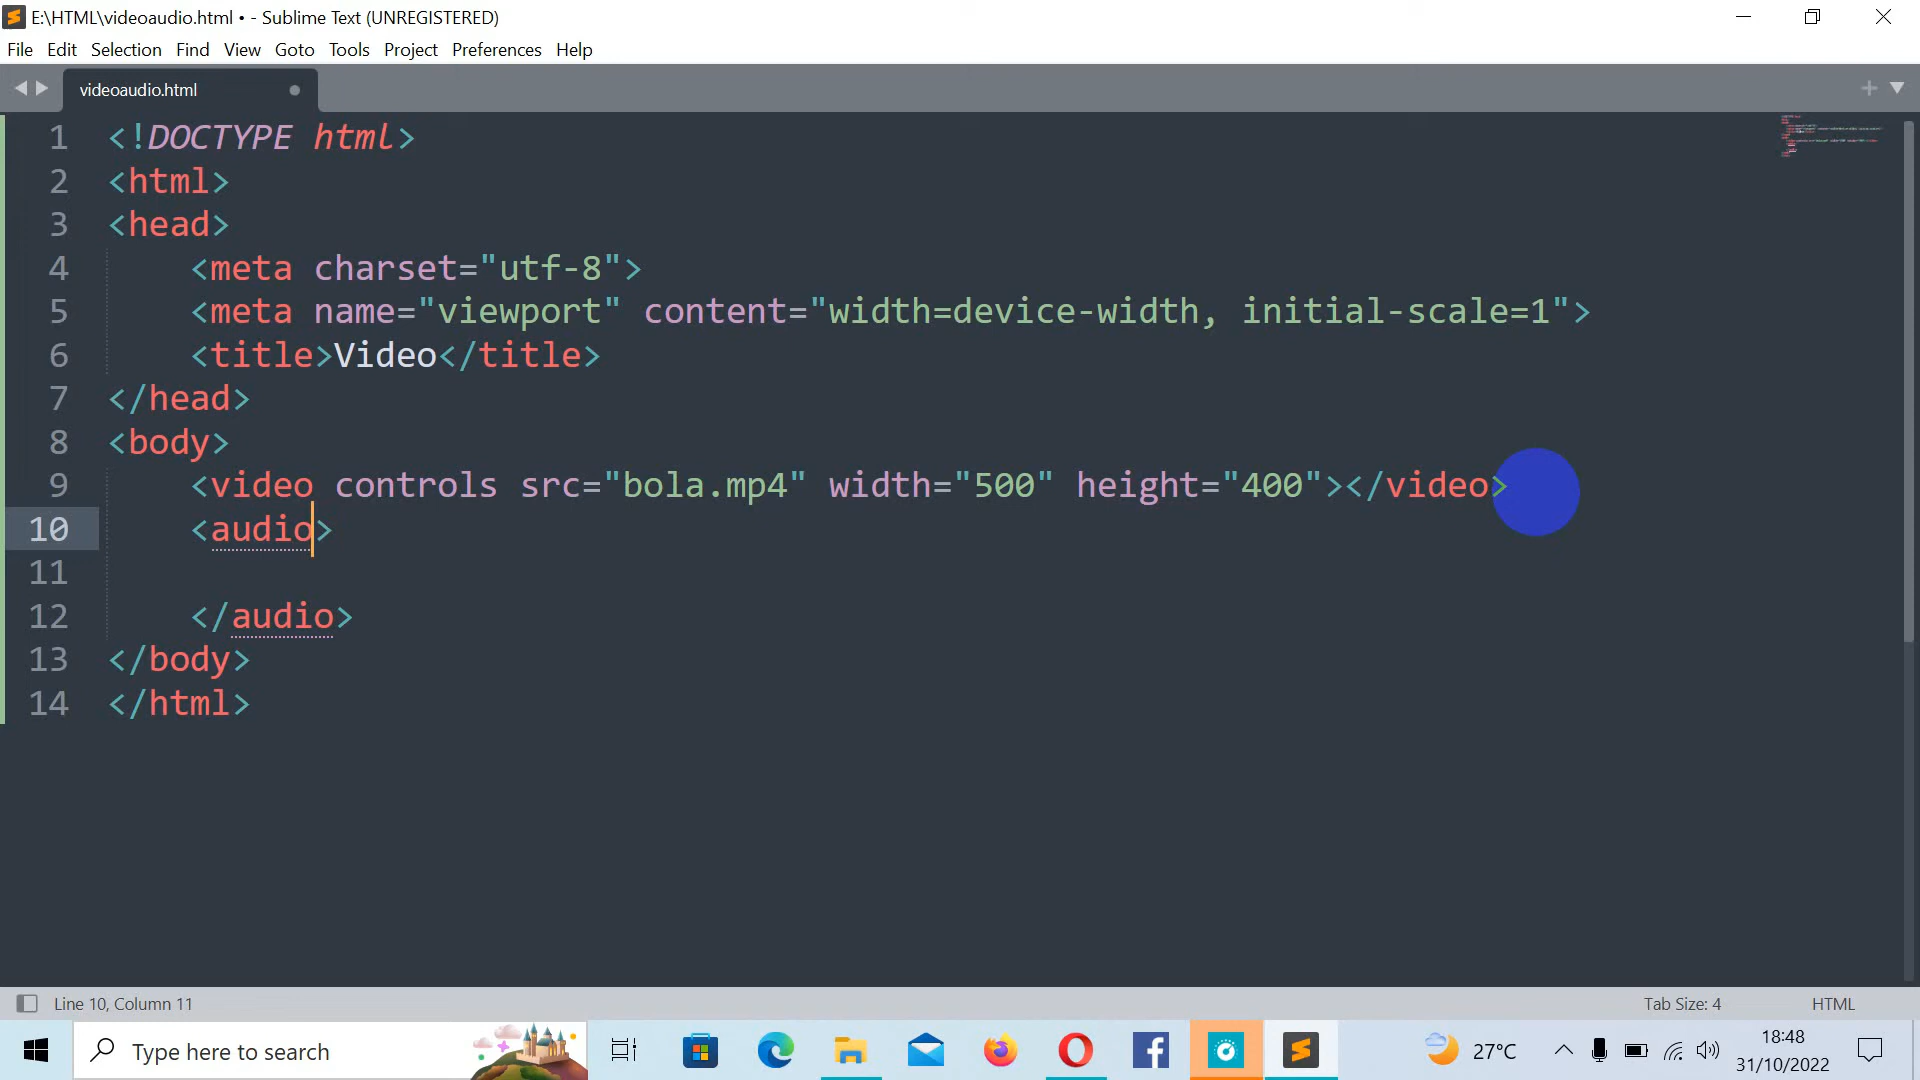 E:\HTML\videoaudio.html • - Sublime Text (UNREGISTERED)
File Edit Selection Find View Goto Tools Project Preferences Help
videoaudio.html
1 <!DOCTYPE html>
2 <html>
3 <head>
4 <meta charset="utf-8">
5 <meta name="viewport" content="width=device-width, initial-scale=1">
6 <title>Video</title>
7 </head>
8 <body>
9 <video controls src="bola.mp4" width="500" height="400"></video>
10 <audio>
11
12 </audio>
13 </body>
14 </html>
Line 10, Column 11 Tab Size: 4 HTML
Type here to search 27°C 18:48
31/10/2022